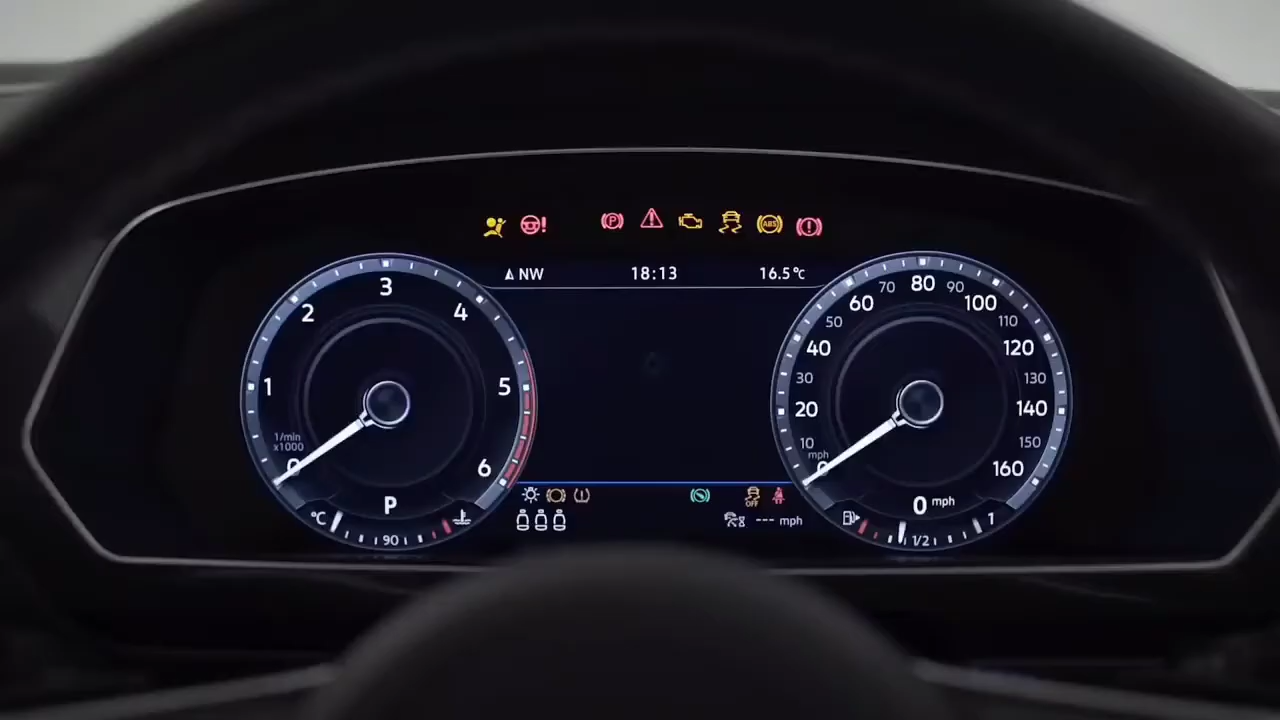 P ABS
NW 18:13 16.5°C
0 1 2 3 4 5 6
1/min
x1000
P
°C 90
0 10 20 30 40 50 60 70 80 90 100 110 120 130 140 150 160
mph
0 mph
1/2 1
OFF
--- mph